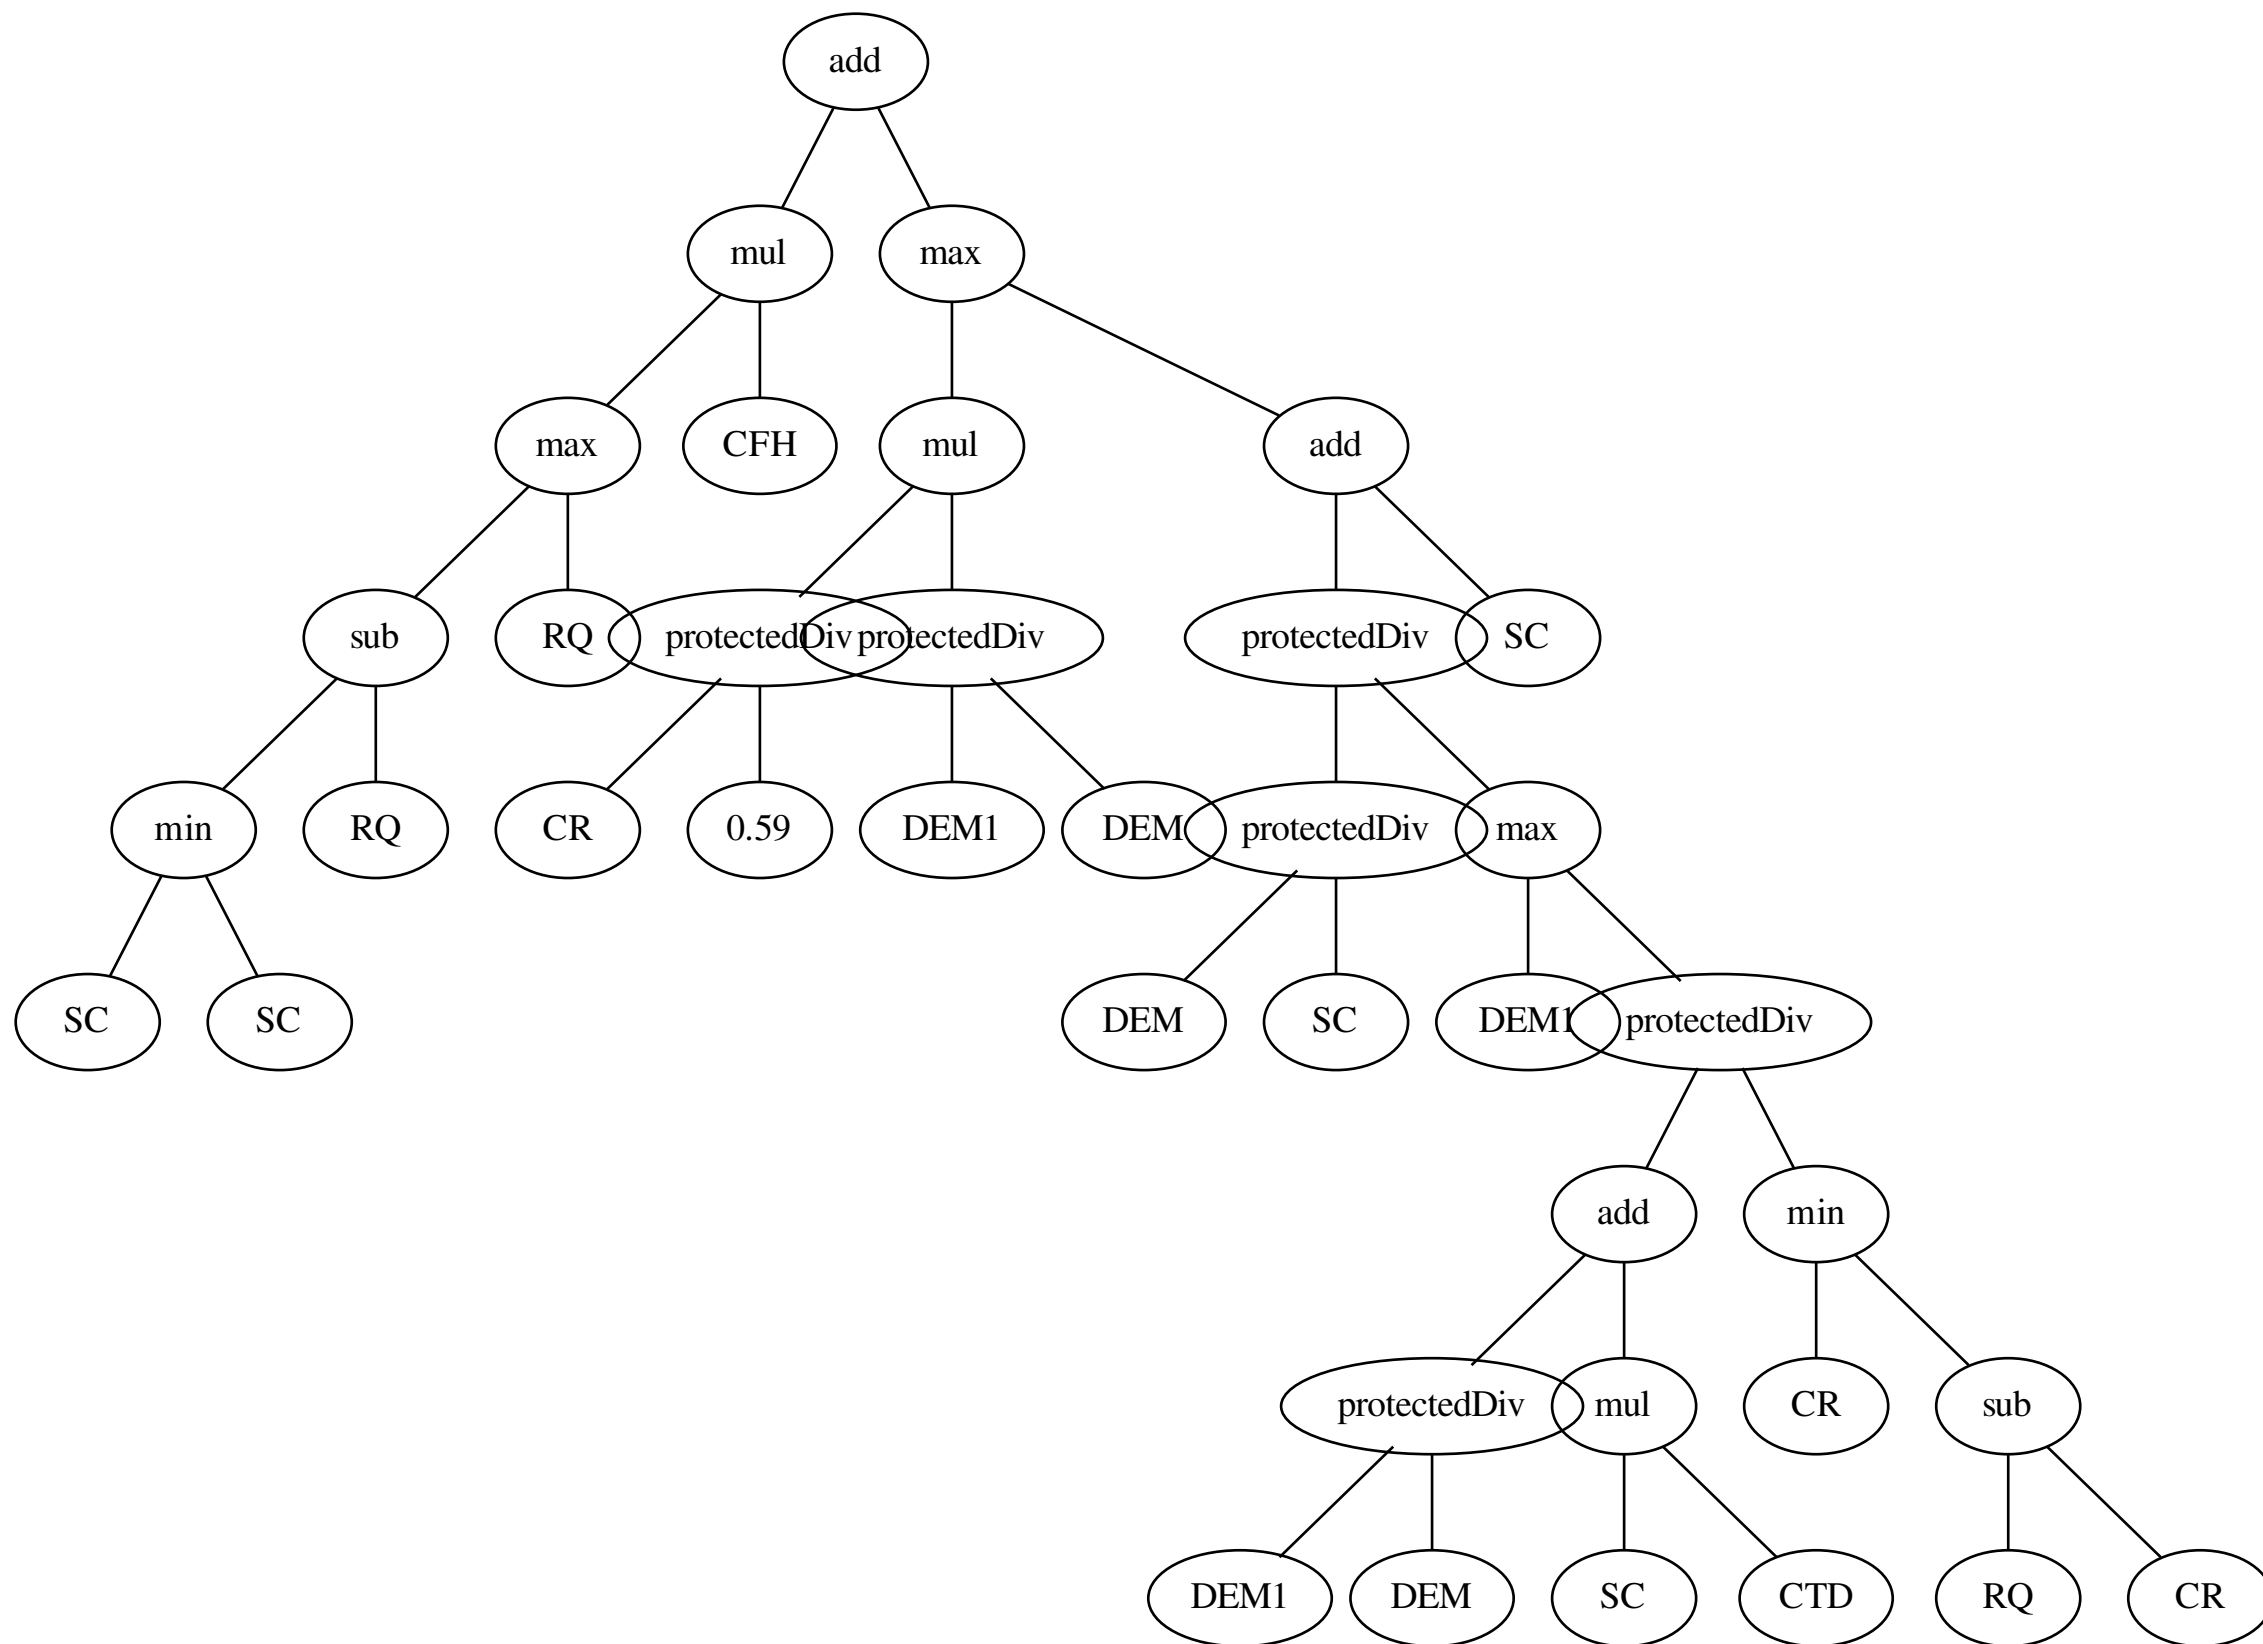 add
mul max
max CFH mul add
sub RQ protectedDiv protectedDiv protectedDiv SC
min RQ CR 0.59 DEM1 DEM protectedDiv max
SC SC DEM SC DEM1 protectedDiv
add min
protectedDiv mul CR sub
DEM1 DEM SC CTD RQ CR